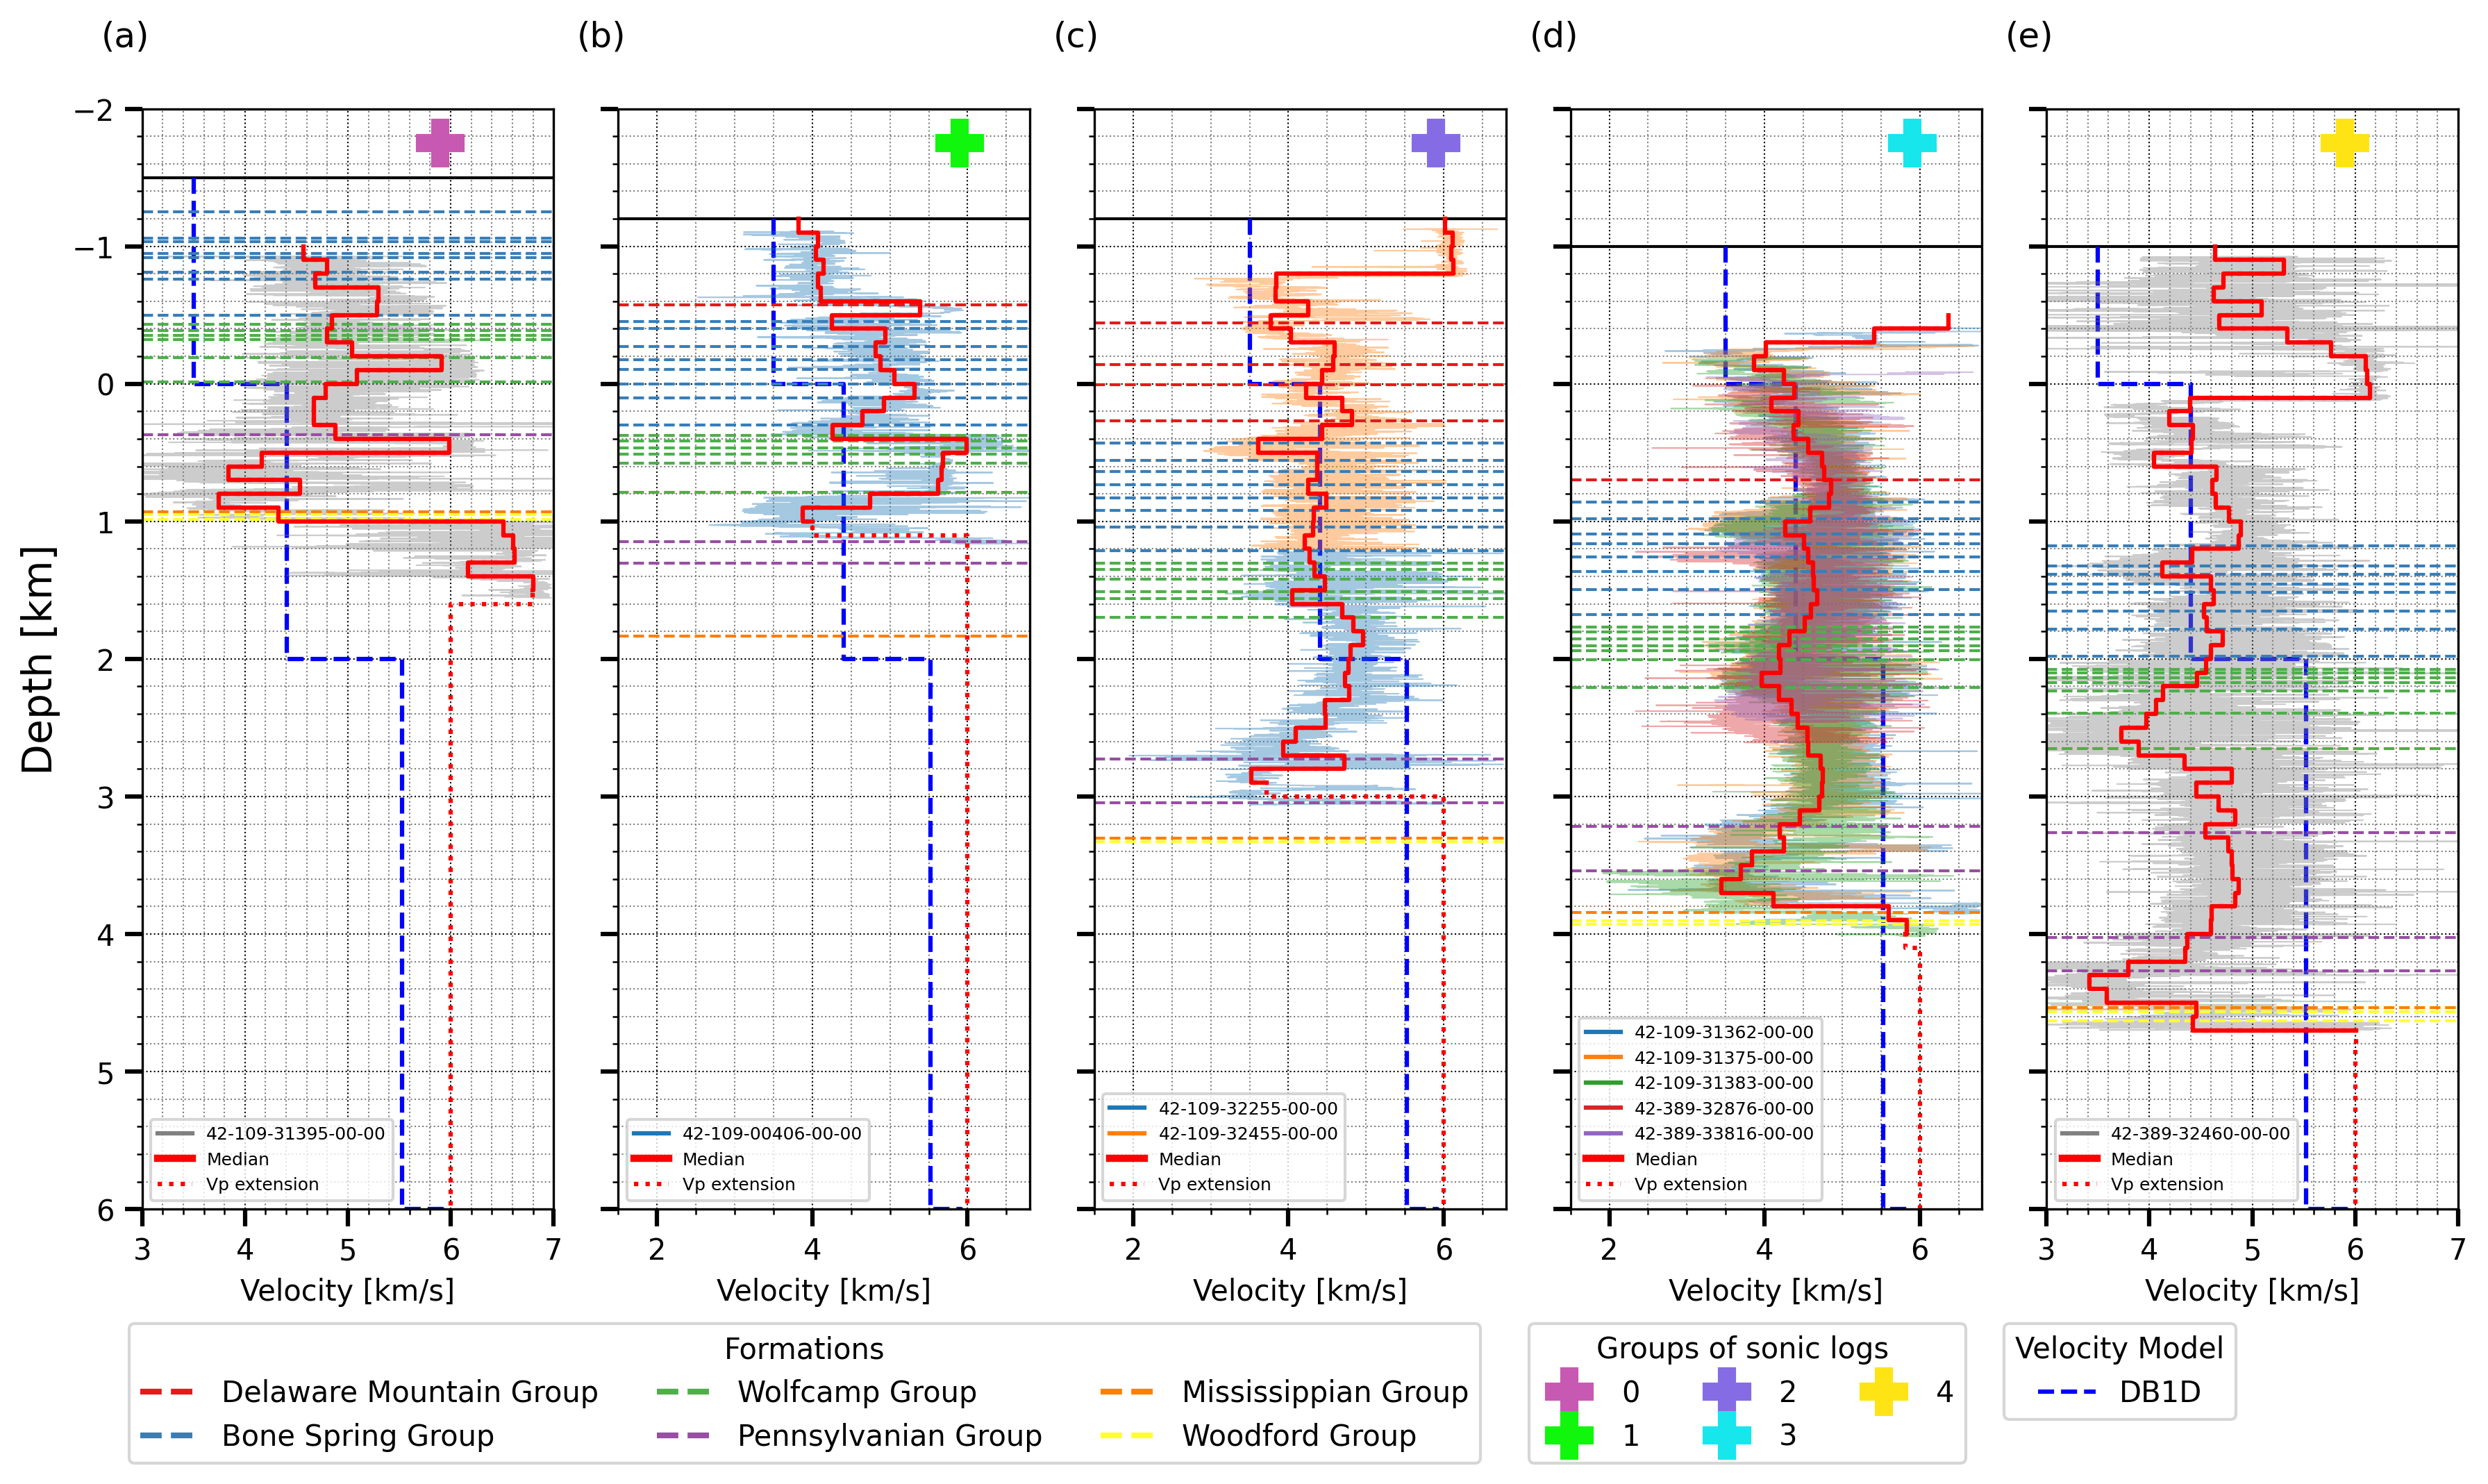 (a) (b) (c) (d) (e)
Depth [km]
−2
−1
0
1
2
3
4
5
6
42-109-31395-00-00
Median
Vp extension
42-109-00406-00-00
Median
Vp extension
42-109-32255-00-00
42-109-32455-00-00
Median
Vp extension
42-109-31362-00-00
42-109-31375-00-00
42-109-31383-00-00
42-389-32876-00-00
42-389-33816-00-00
Median
Vp extension
42-389-32460-00-00
Median
Vp extension
3 4 5 6 7 2 4 6 2 4 6 2 4 6 3 4 5 6 7
Velocity [km/s] Velocity [km/s] Velocity [km/s] Velocity [km/s] Velocity [km/s]
Formations
Delaware Mountain Group Wolfcamp Group Mississippian Group
Bone Spring Group Pennsylvanian Group Woodford Group
Groups of sonic logs
0 2 4
1 3
Velocity Model
DB1D